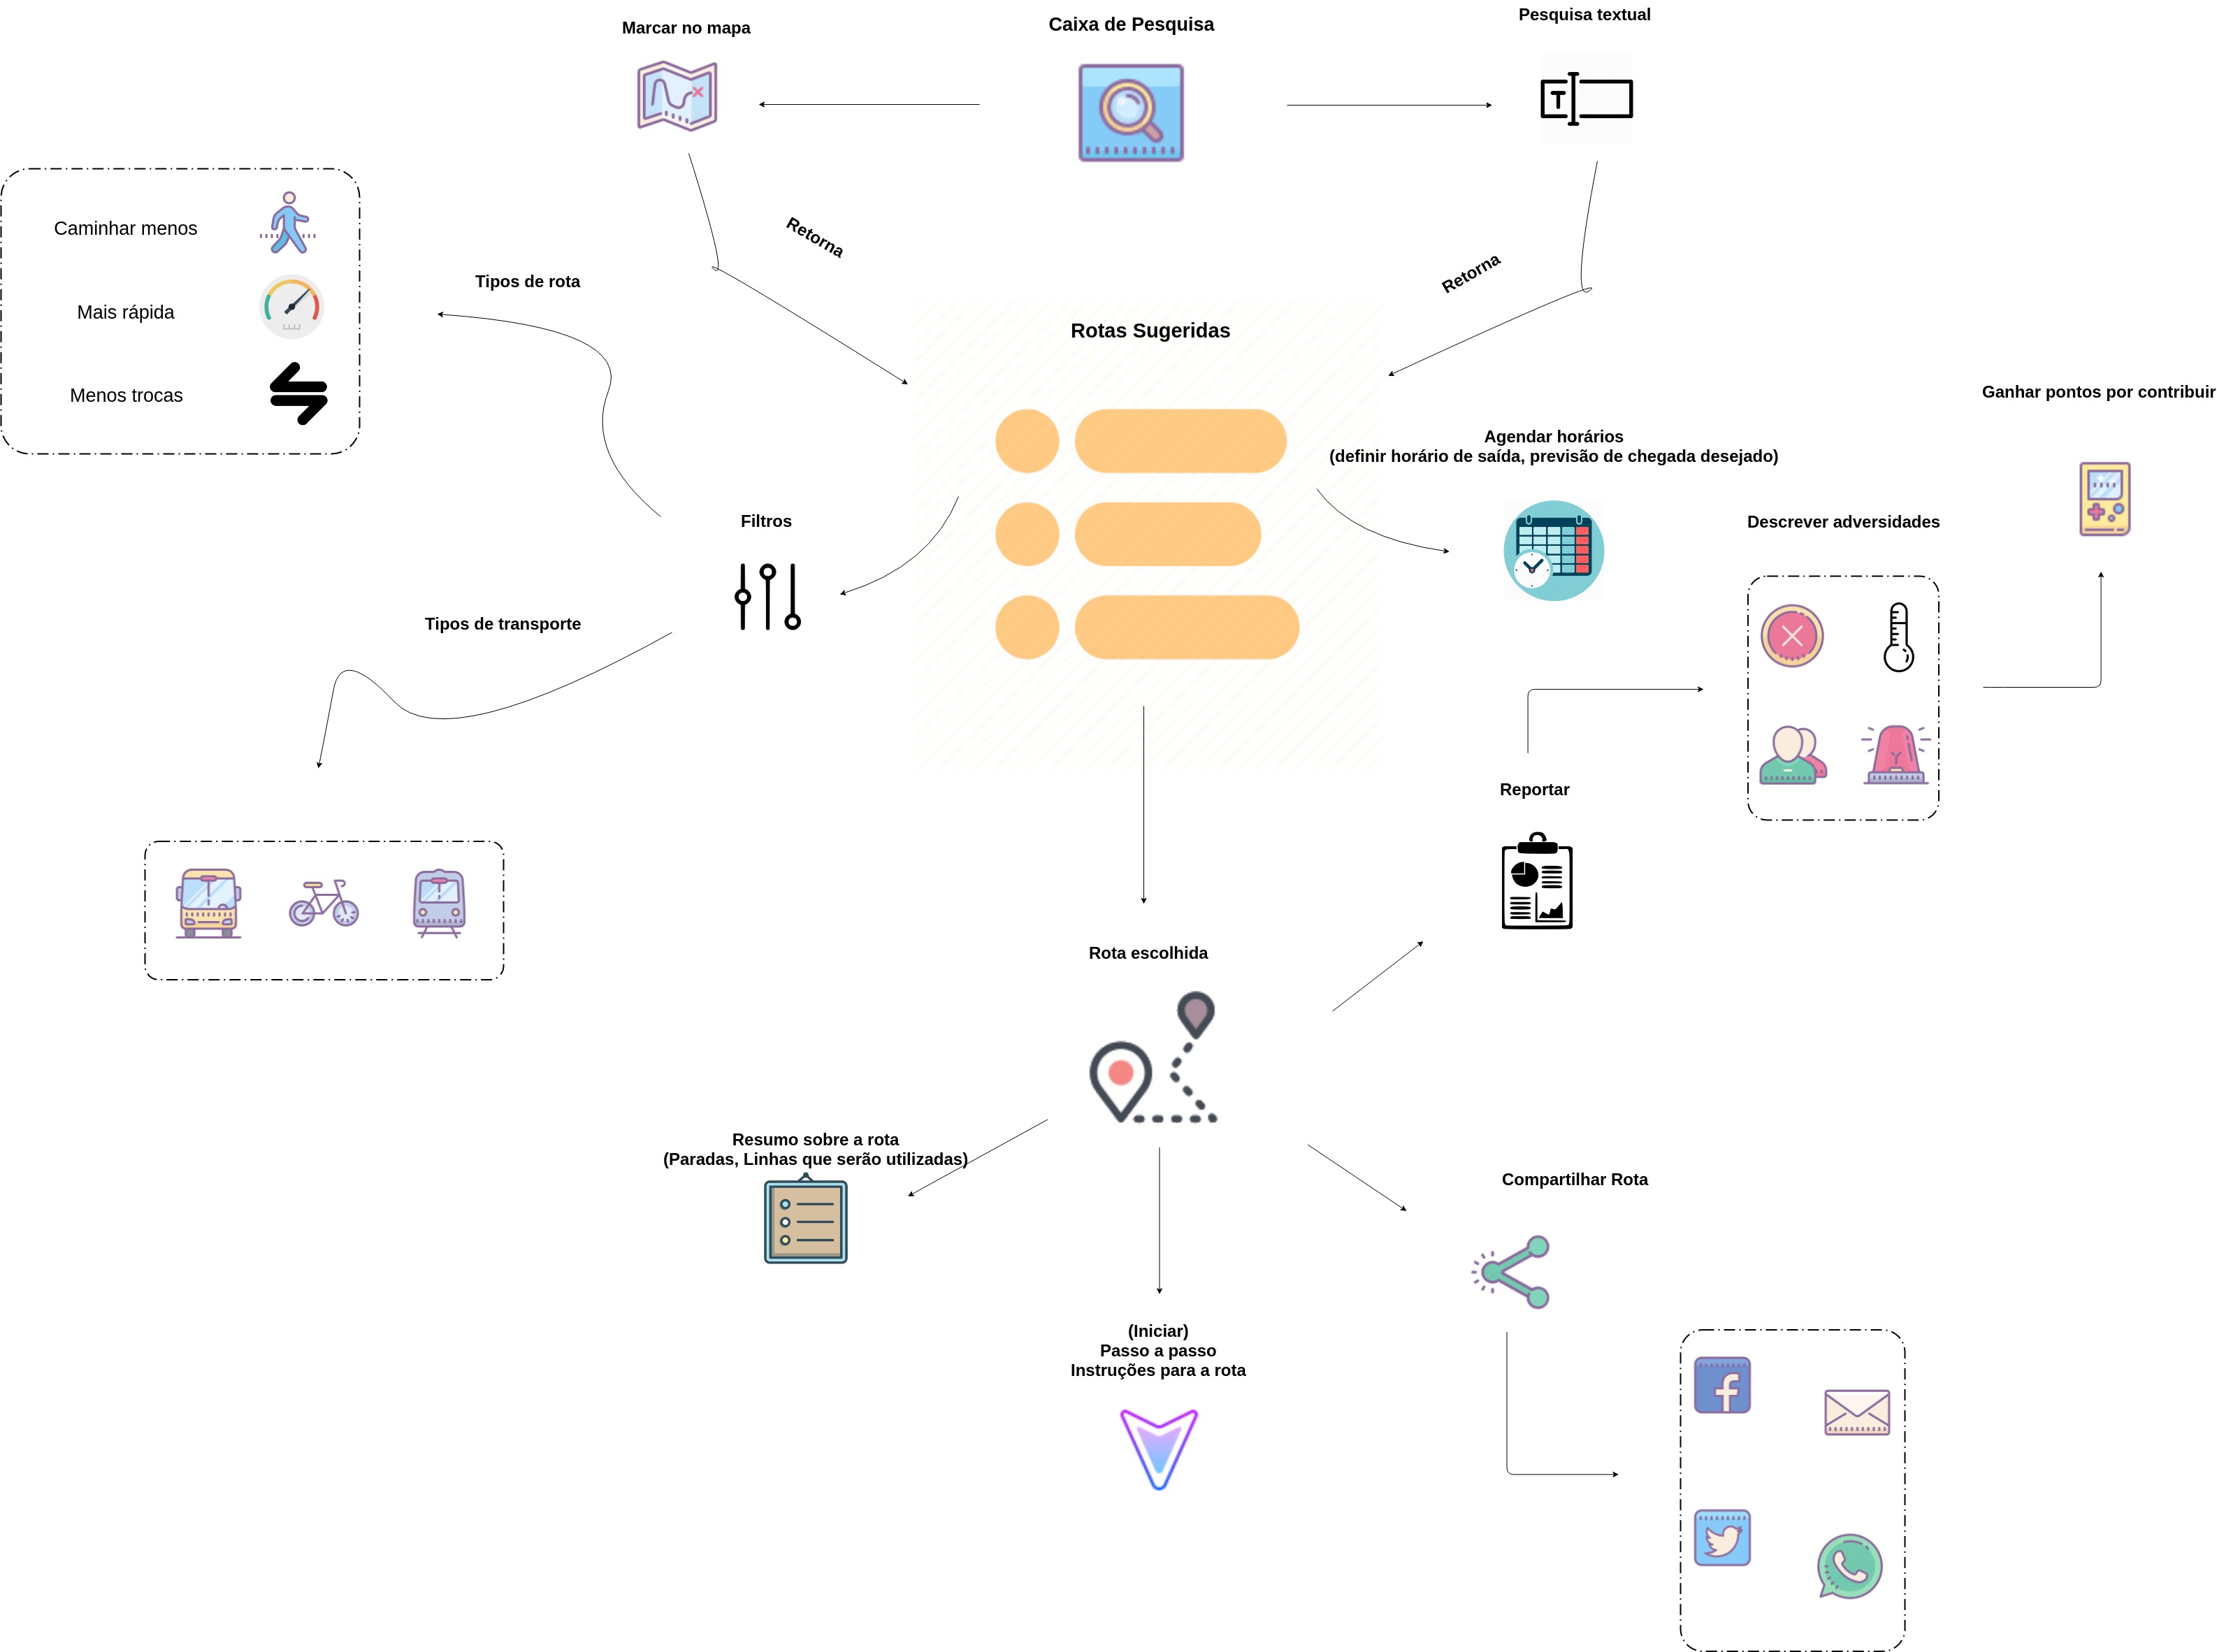 Marcar no mapa
Caixa de Pesquisa
Pesquisa textual
T
Retorna
Retorna
Caminhar menos
Mais rápida
Menos trocas
Tipos de rota
Rotas Sugeridas
Ganhar pontos por contribuir
Agendar horários
(definir horário de saída, previsão de chegada desejado)
Filtros
Descrever adversidades
Tipos de transporte
Reportar
Rota escolhida
Resumo sobre a rota
(Paradas, Linhas que serão utilizadas)
Compartilhar Rota
(Iniciar)
Passo a passo
Instruções para a rota